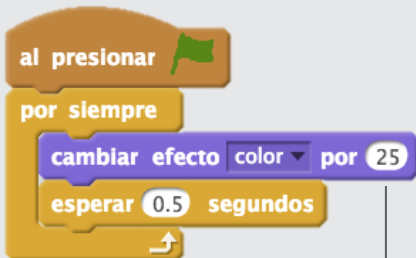 al presionar
por siempre
cambiar efecto color por 25
esperar 0.5 segundos